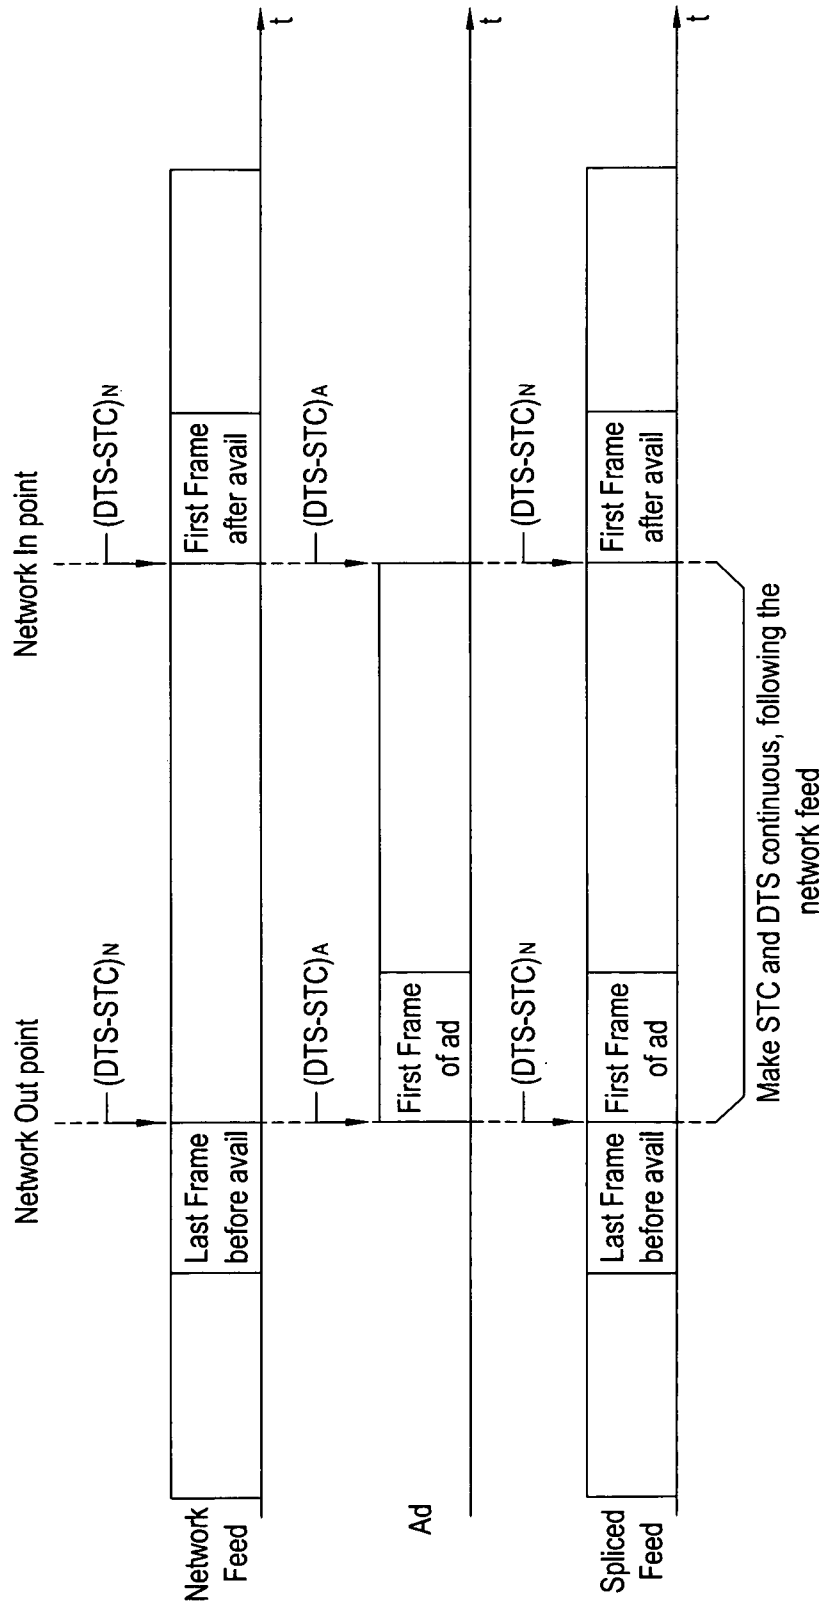 Network Out point
Network In point
(DTS-STC)N
(DTS-STC)N
Network
Feed
Last Frame
before avail
First Frame
after avail
t
(DTS-STC)A
(DTS-STC)A
Ad
First Frame
of ad
t
(DTS-STC)N
(DTS-STC)N
Spliced
Feed
Last Frame
before avail
First Frame
of ad
First Frame
after avail
t
Make STC and DTS continuous, following the
network feed